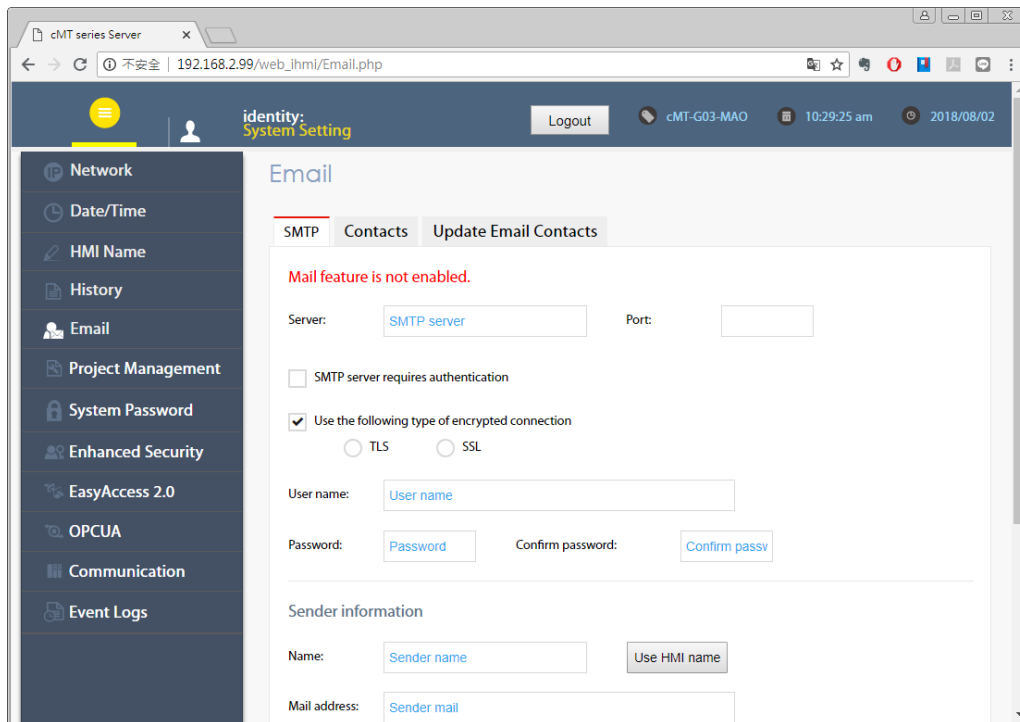 cMT series Server
不安全 | 192.168.2.99/web_ihmi/Email.php
identity:
System Setting
Logout
cMT-G03-MAO
10:29:25 am
2018/08/02
Network
Date/Time
HMI Name
History
Email
Project Management
System Password
Enhanced Security
EasyAccess 2.0
OPCUA
Communication
Event Logs
Email
SMTP Contacts Update Email Contacts
Mail feature is not enabled.
Server: SMTP server Port:
SMTP server requires authentication
Use the following type of encrypted connection
TLS SSL
User name: User name
Password: Password Confirm password: Confirm passw
Sender information
Name: Sender name Use HMI name
Mail address: Sender mail